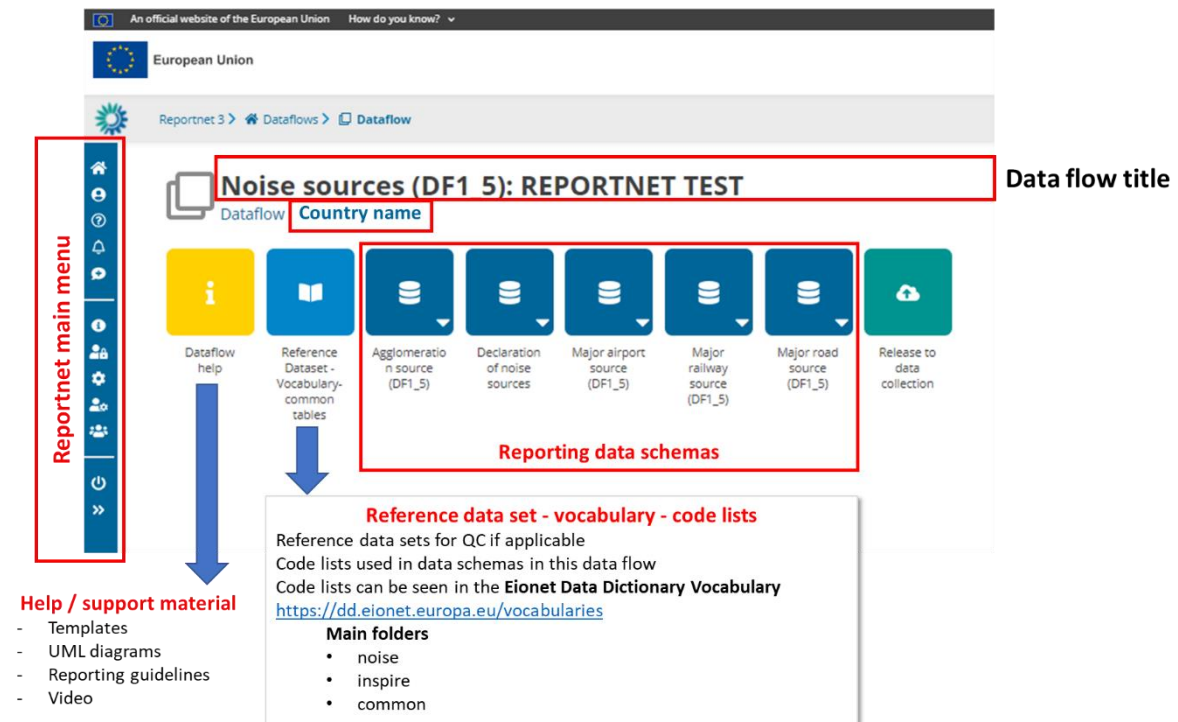 An official website of the European Union How do you know?
European Union
Reportnet 3 Dataflows Dataflow
Noise sources (DF1_5): REPORTNET TEST
Data flow title
Dataflow Country name
Reportnet main menu
Dataflow
help
Reference
Dataset -
Vocabulary-
common
tables
Agglomeratio
n source
(DF1_5)
Declaration
of noise
sources
Major airport
source
(DF1_5)
Major
railway
source
(DF1_5)
Major road
source
(DF1_5)
Release to
data
collection
Reporting data schemas
Reference data set - vocabulary - code lists
Reference data sets for QC if applicable
Code lists used in data schemas in this data flow
Code lists can be seen in the Eionet Data Dictionary Vocabulary
https://dd.eionet.europa.eu/vocabularies
Main folders
• noise
• inspire
• common
Help / support material
- Templates
- UML diagrams
- Reporting guidelines
- Video